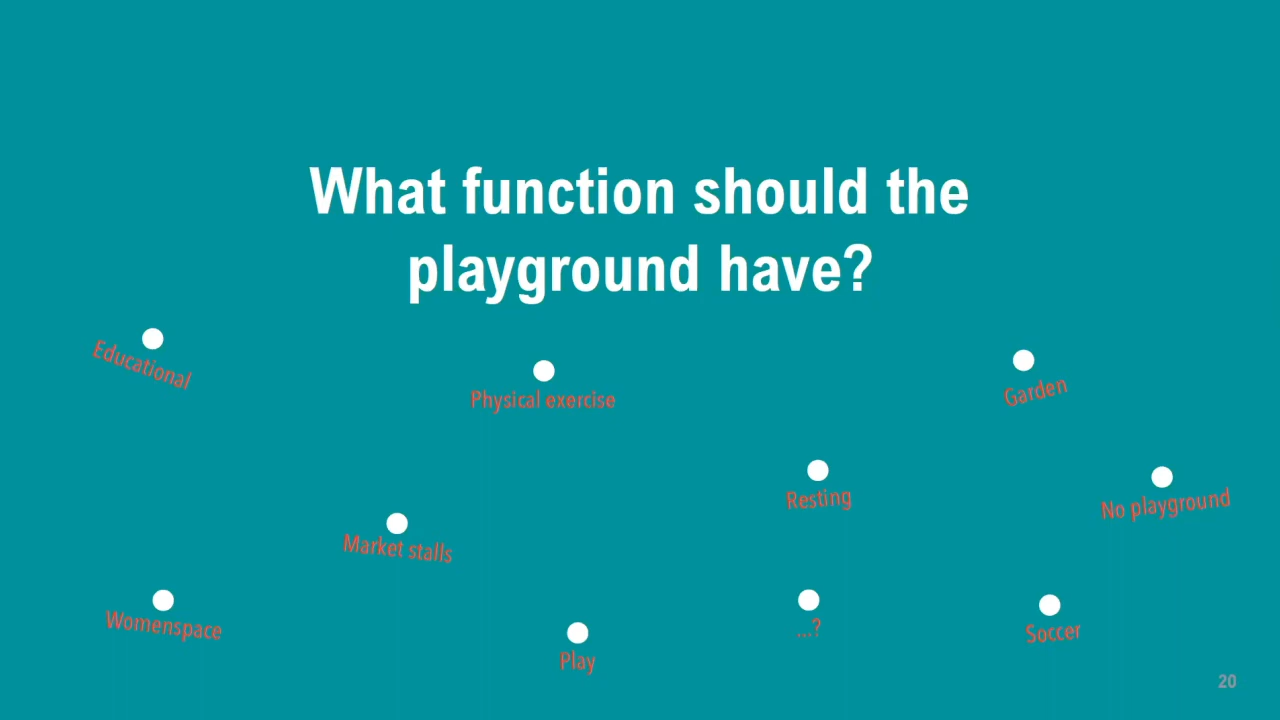 What function should the
playground have?
Educational
Physical exercise
Garden
Resting
No playground
Market stalls
Womenspace
Play
...?
Soccer
20